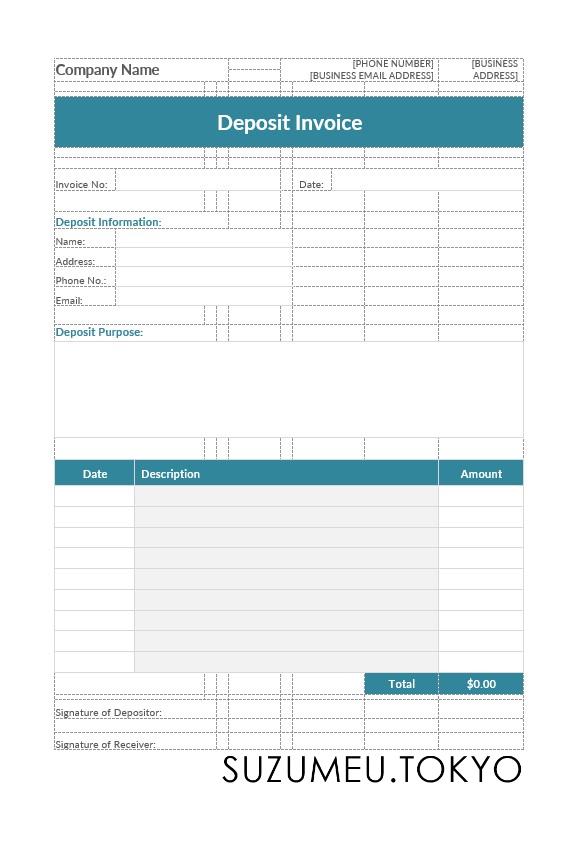 Company Name
[PHONE NUMBER]
[BUSINESS EMAIL ADDRESS]
[BUSINESS
ADDRESS]
Deposit Invoice
Invoice No:
Date:
Deposit Information:
Name:
Address:
Phone No.:
Email:
Deposit Purpose:
Date Description Amount
Total $0.00
Signature of Depositor:
Signature of Receiver:
SUZUMEU.TOKYO